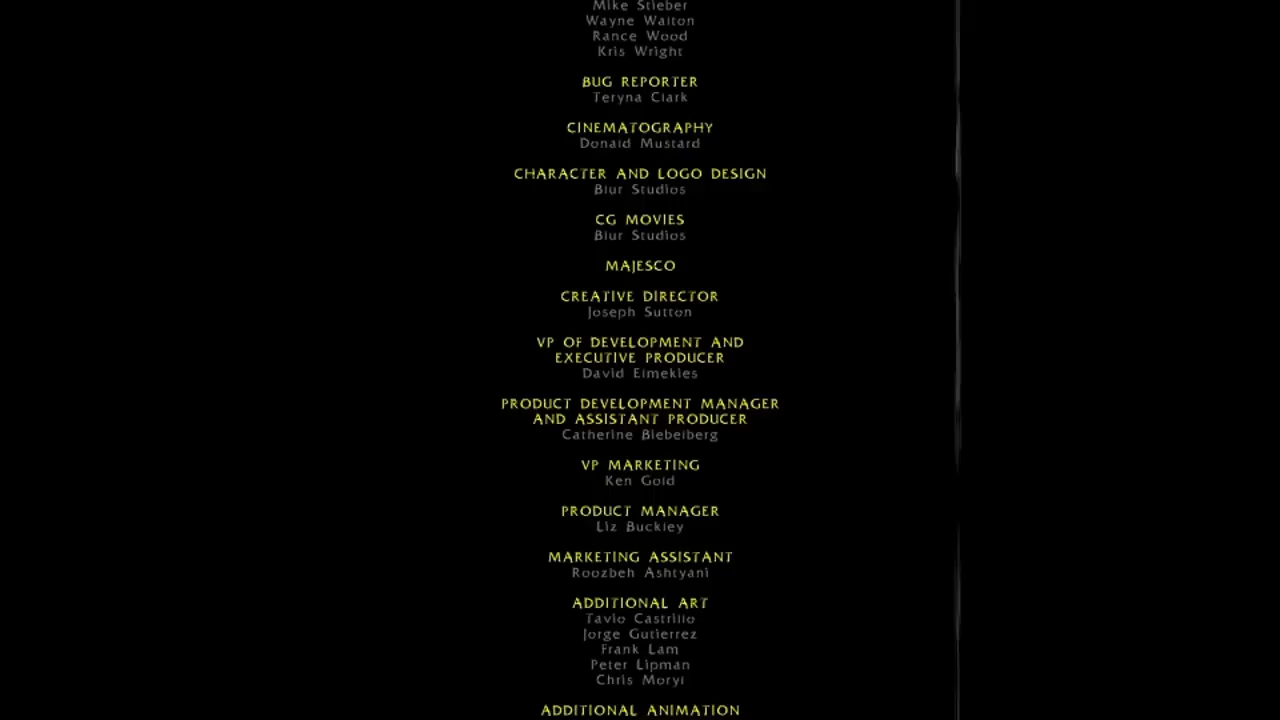 Mike Stieber
Wayne Walton
Rance Wood
Kris Wright
BUG REPORTER
Teryna Clark
CINEMATOGRAPHY
Donald Mustard
CHARACTER AND LOGO DESIGN
Blur Studios
CG MOVIES
Blur Studios
MAJESCO
CREATIVE DIRECTOR
Joseph Sutton
VP OF DEVELOPMENT AND
EXECUTIVE PRODUCER
David Elmekies
PRODUCT DEVELOPMENT MANAGER
AND ASSISTANT PRODUCER
Catherine Biebelberg
VP MARKETING
Ken Gold
PRODUCT MANAGER
Liz Buckley
MARKETING ASSISTANT
Roozbeh Ashtyani
ADDITIONAL ART
Tavio Castrillo
Jorge Gutierrez
Frank Lam
Peter Lipman
Chris Moryl
ADDITIONAL ANIMATION